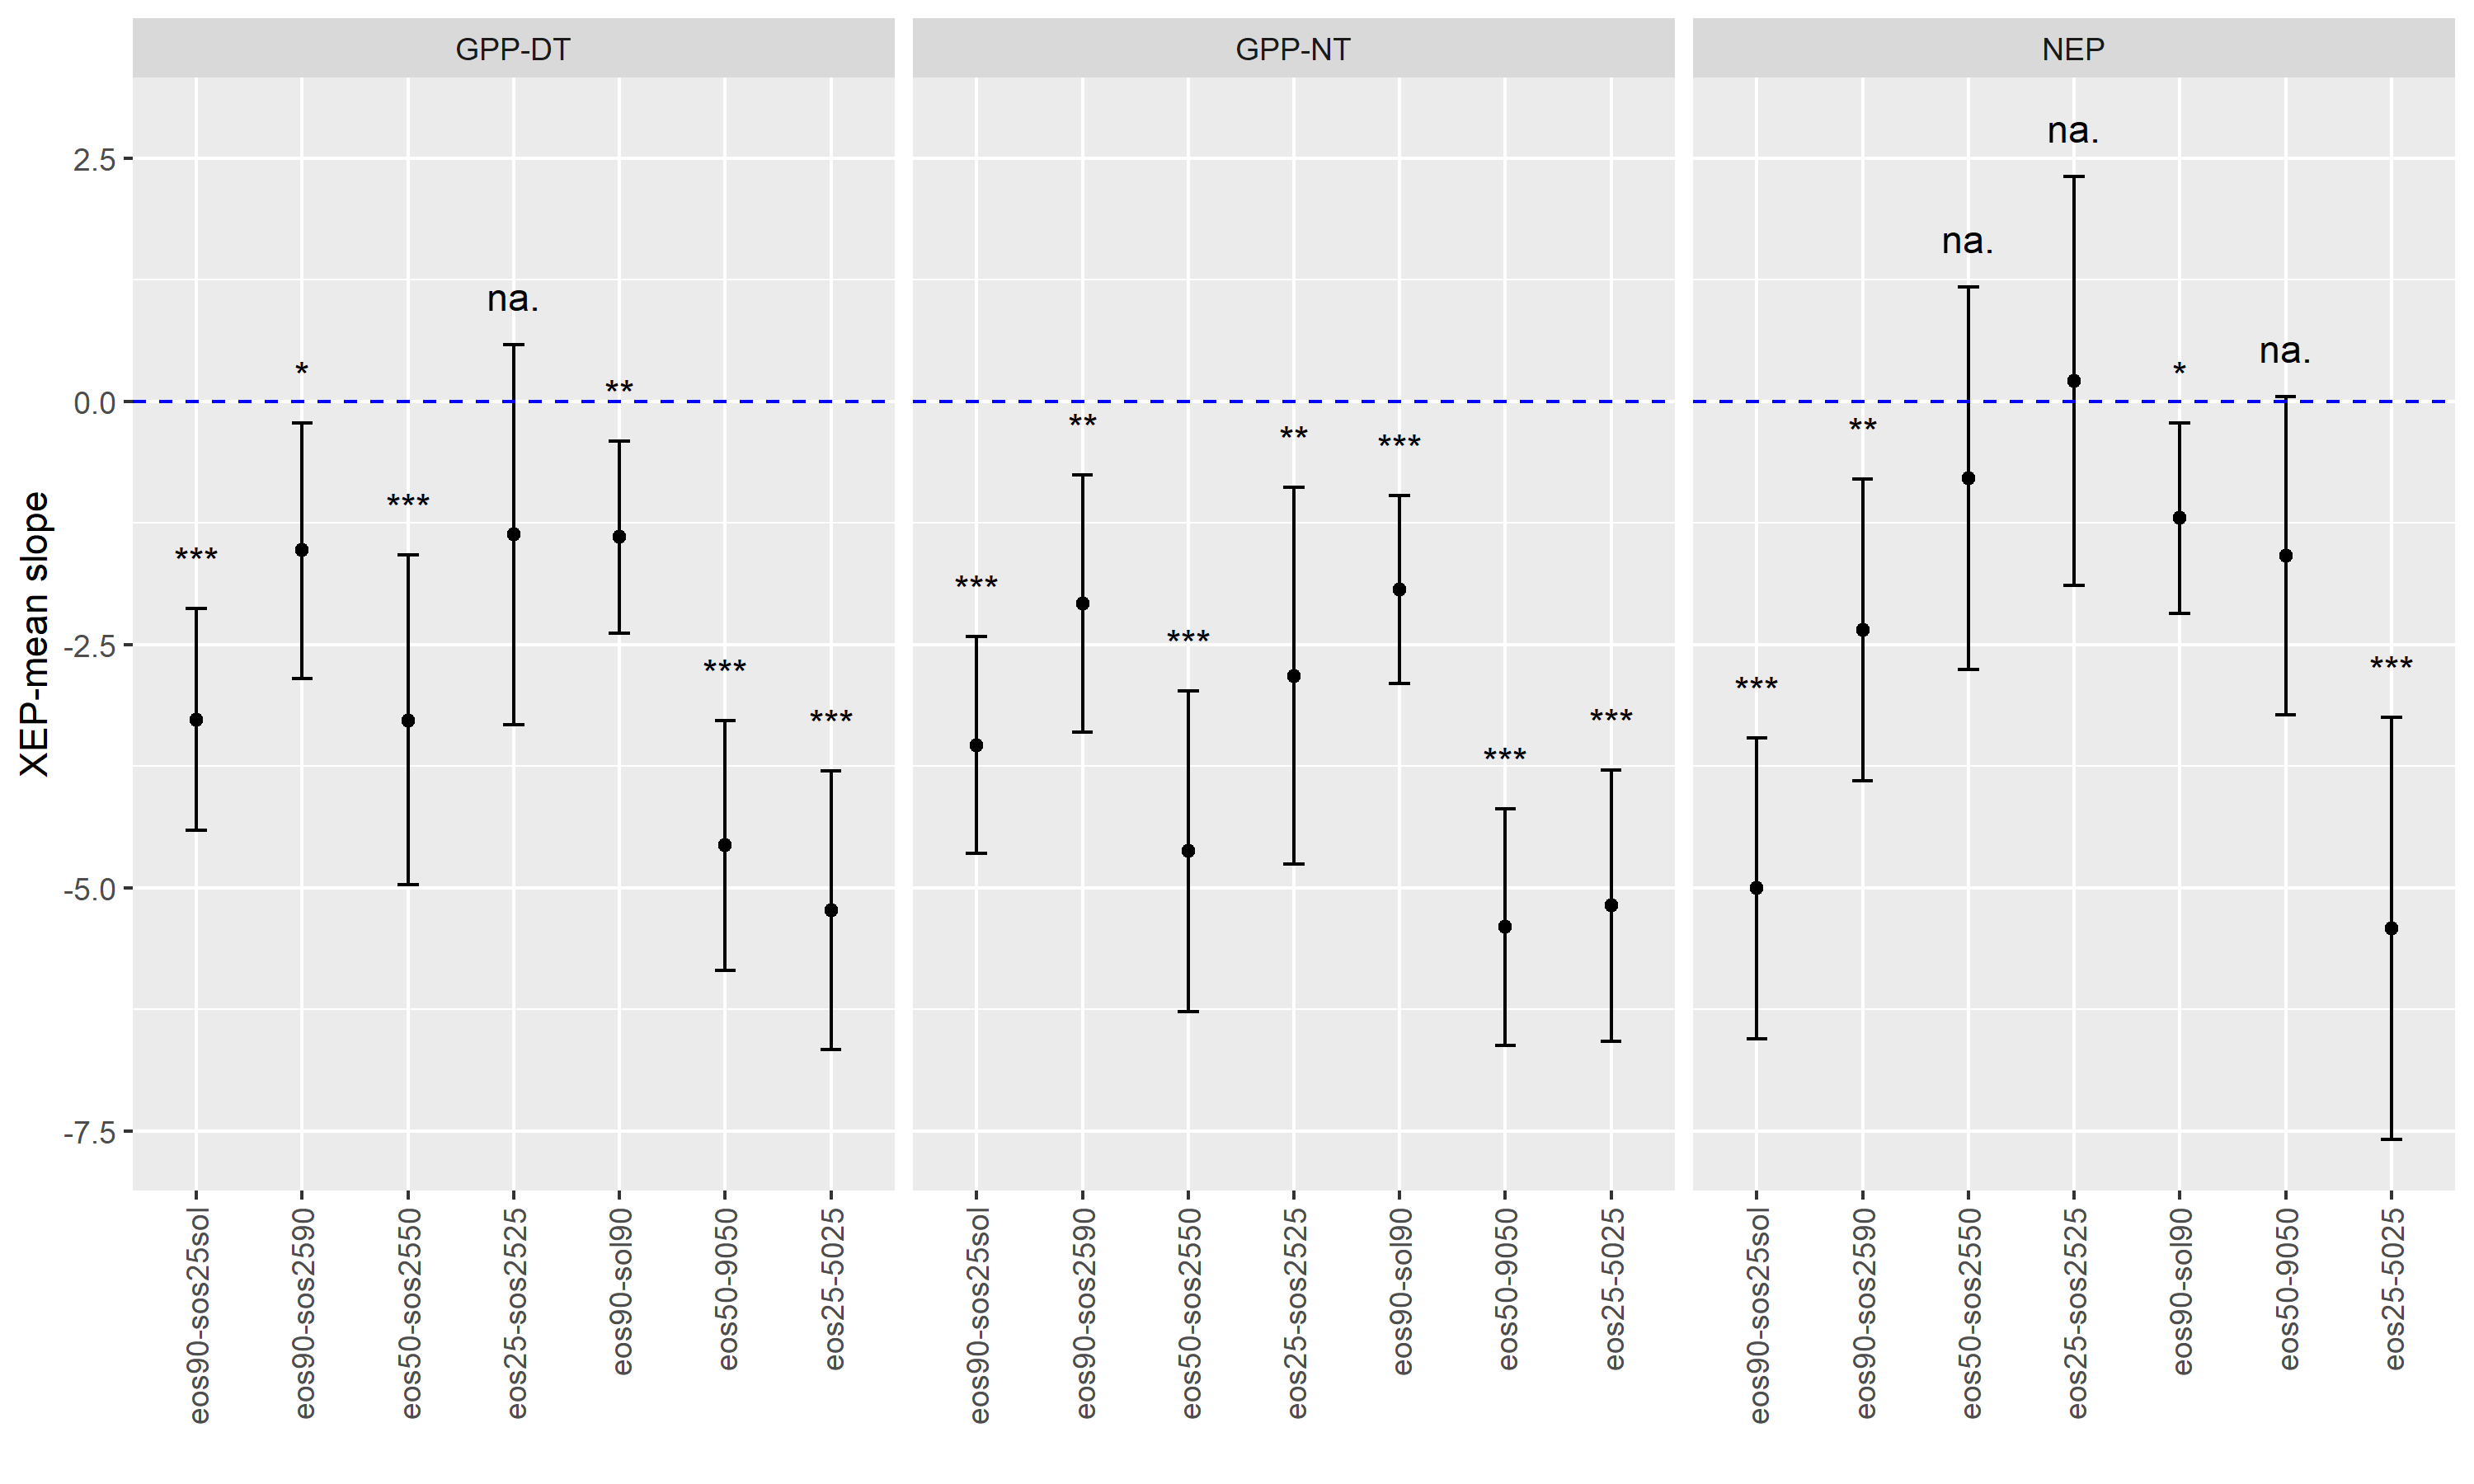 GPP-DT GPP-NT NEP
XEP-mean slope
2.5
0.0
-2.5
-5.0
-7.5
*** * *** na. ** *** ***
*** ** *** ** *** *** ***
*** ** na. na. * na. ***
eos90-sos25sol eos90-sos2590 eos50-sos2550 eos25-sos2525 eos90-sol90 eos50-9050 eos25-5025
eos90-sos25sol eos90-sos2590 eos50-sos2550 eos25-sos2525 eos90-sol90 eos50-9050 eos25-5025
eos90-sos25sol eos90-sos2590 eos50-sos2550 eos25-sos2525 eos90-sol90 eos50-9050 eos25-5025